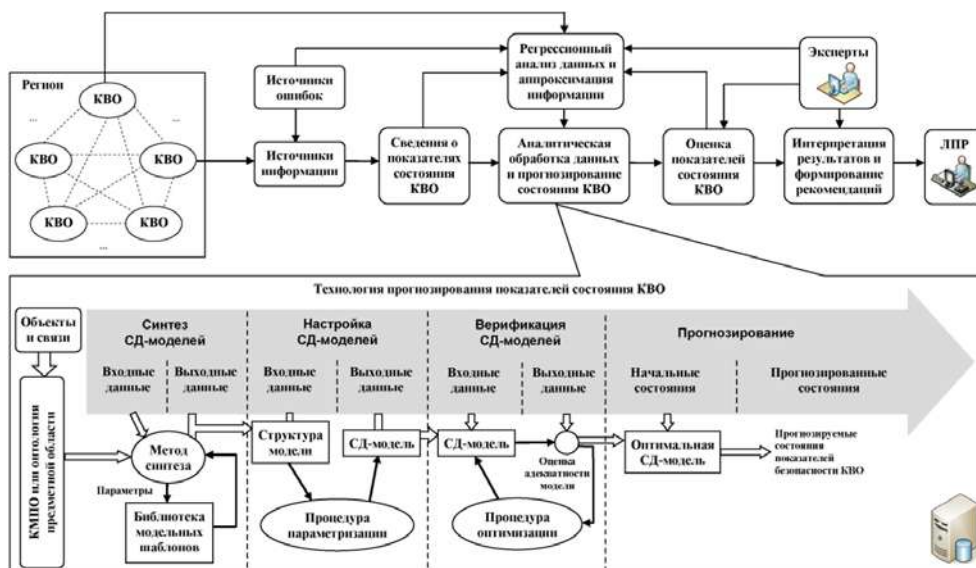 Регион
КВО
...
...
КВО
КВО
КВО
КВО
...
...
Источники
ошибок
Источники
информации
Сведения о
показателях
состояния
КВО
Регрессионный
анализ данных и
аппроксимация
информации
Аналитическая
обработка данных
и прогнозирование
состояния КВО
Оценка
показателей
состояния
КВО
Эксперты
Интерпретация
результатов и
формирование
рекомендаций
ЛПР
Технология прогнозирования показателей состояния КВО
Объекты
и связи
КМПО или онтологии
предметной области
Синтез
СД-моделей
Входные
данные
Выходные
данные
Метод
синтеза
Параметры
Библиотека
модельных
шаблонов
Настройка
СД-моделей
Входные
данные
Выходные
данные
Структура
модели
СД-модель
Процедура
параметризации
Верификация
СД-моделей
Входные
данные
Выходные
данные
СД-модель
Оценка
адекватности
модели
Процедура
оптимизации
Прогнозирование
Начальные
состояния
Прогнозированные
состояния
Оптимальная
СД-модель
Прогнозируемые
состояния
показателей
безопасности КВО